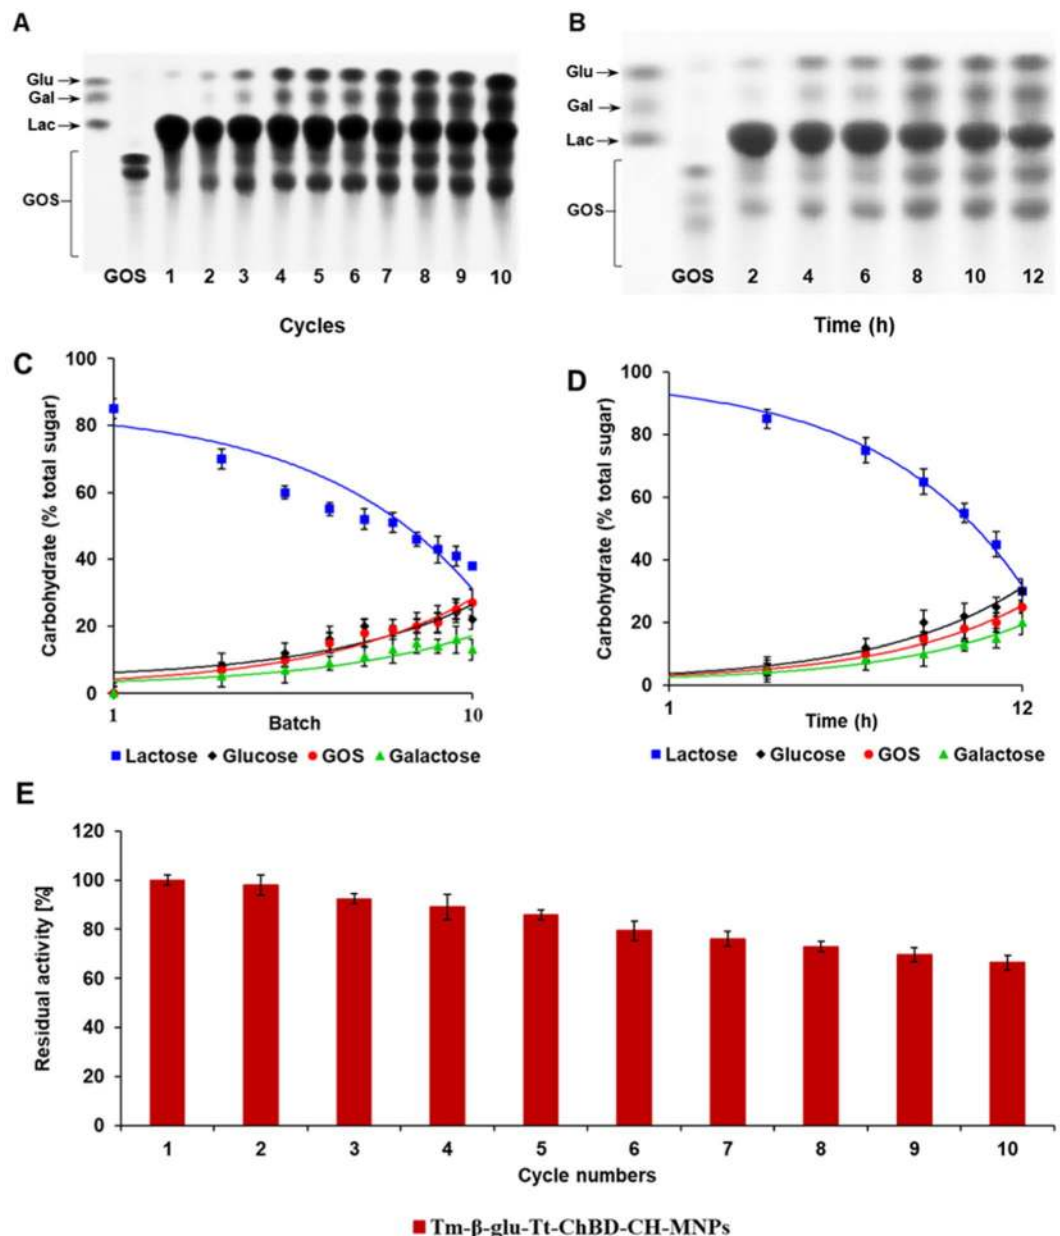 A
Glu
Gal
Lac
GOS
GOS 1 2 3 4 5 6 7 8 9 10
Cycles
B
Glu
Gal
Lac
GOS
GOS 2 4 6 8 10 12
Time (h)
C
Carbohydrate (% total sugar)
100
80
60
40
20
0
1 10
Batch
Lactose Glucose GOS Galactose
D
Carbohydrate (% total sugar)
100
80
60
40
20
0
1 12
Time (h)
Lactose Glucose GOS Galactose
E
Residual activity [%]
120
100
80
60
40
20
0
1 2 3 4 5 6 7 8 9 10
Cycle numbers
Tm-β-glu-Tt-ChBD-CH-MNPs